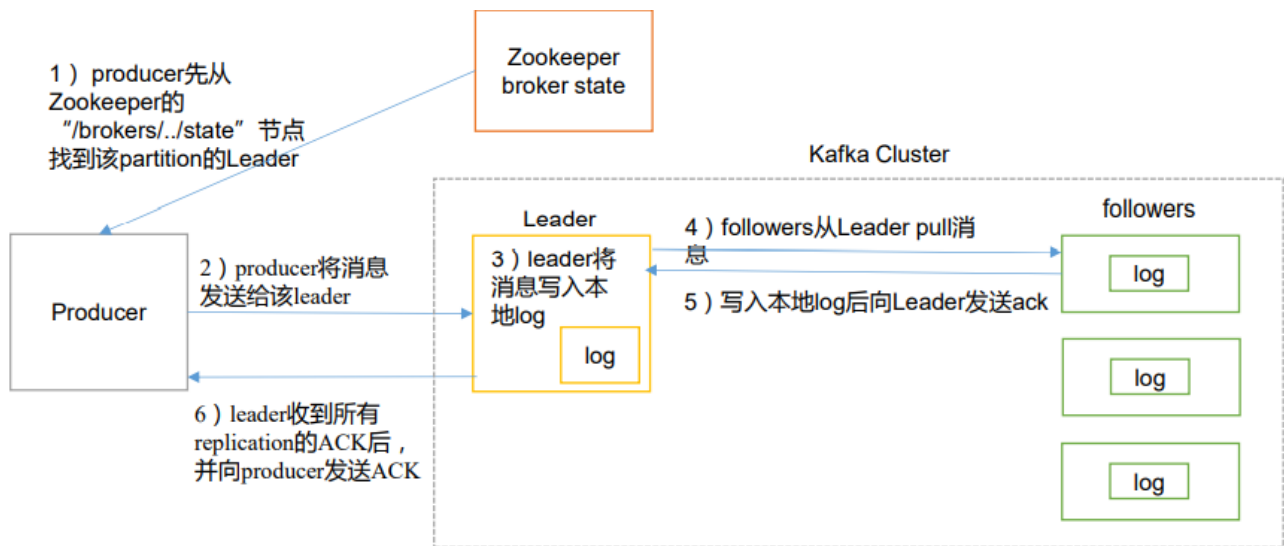 Zookeeper
broker state
1）producer先从
Zookeeper的
“/brokers/../state”节点
找到该partition的Leader
Kafka Cluster
Producer
2）producer将消息
发送给该leader
Leader
3）leader将
消息写入本
地log
log
4）followers从Leader pull消
息
5）写入本地log后向Leader发送ack
followers
log
log
log
6）leader收到所有
replication的ACK后，
并向producer发送ACK